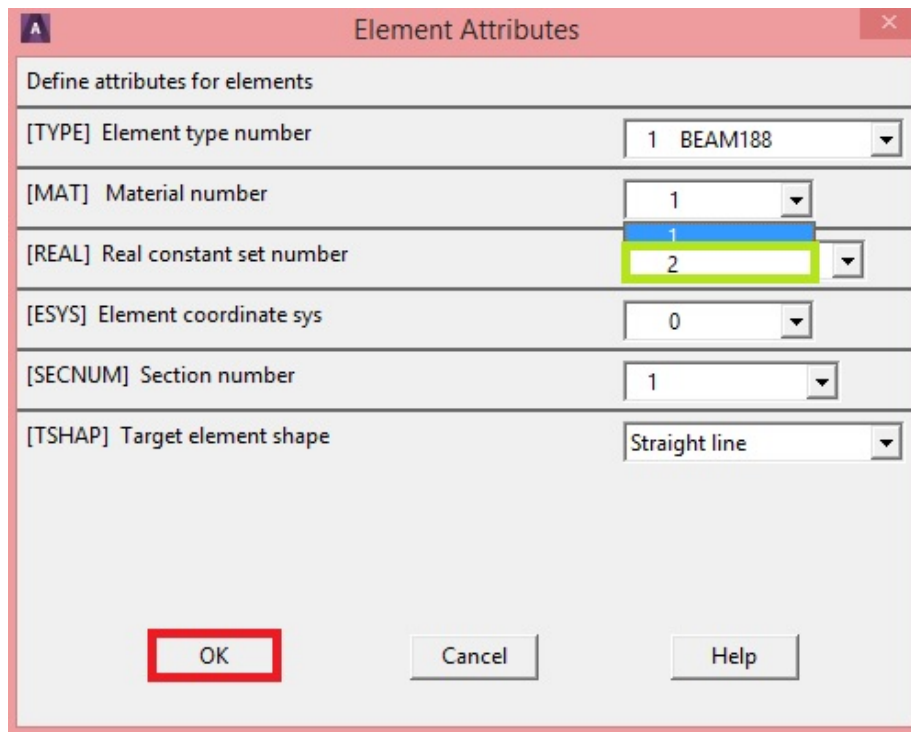 Element Attributes
Define attributes for elements
[TYPE] Element type number
1 BEAM188
[MAT] Material number
1
1
2
[REAL] Real constant set number
[ESYS] Element coordinate sys
0
[SECNUM] Section number
1
[TSHAP] Target element shape
Straight line
OK
Cancel
Help